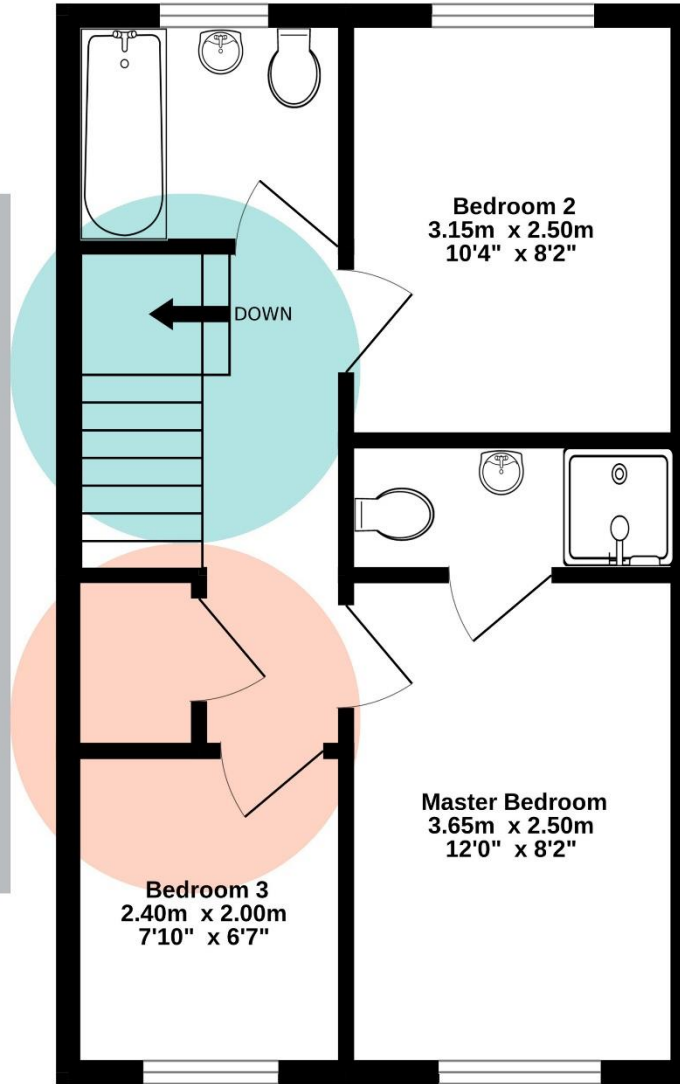 Bedroom 2
3.15m x 2.50m
10'4" x 8'2"
DOWN
Master Bedroom
3.65m x 2.50m
12'0" x 8'2"
Bedroom 3
2.40m x 2.00m
7'10" x 6'7"